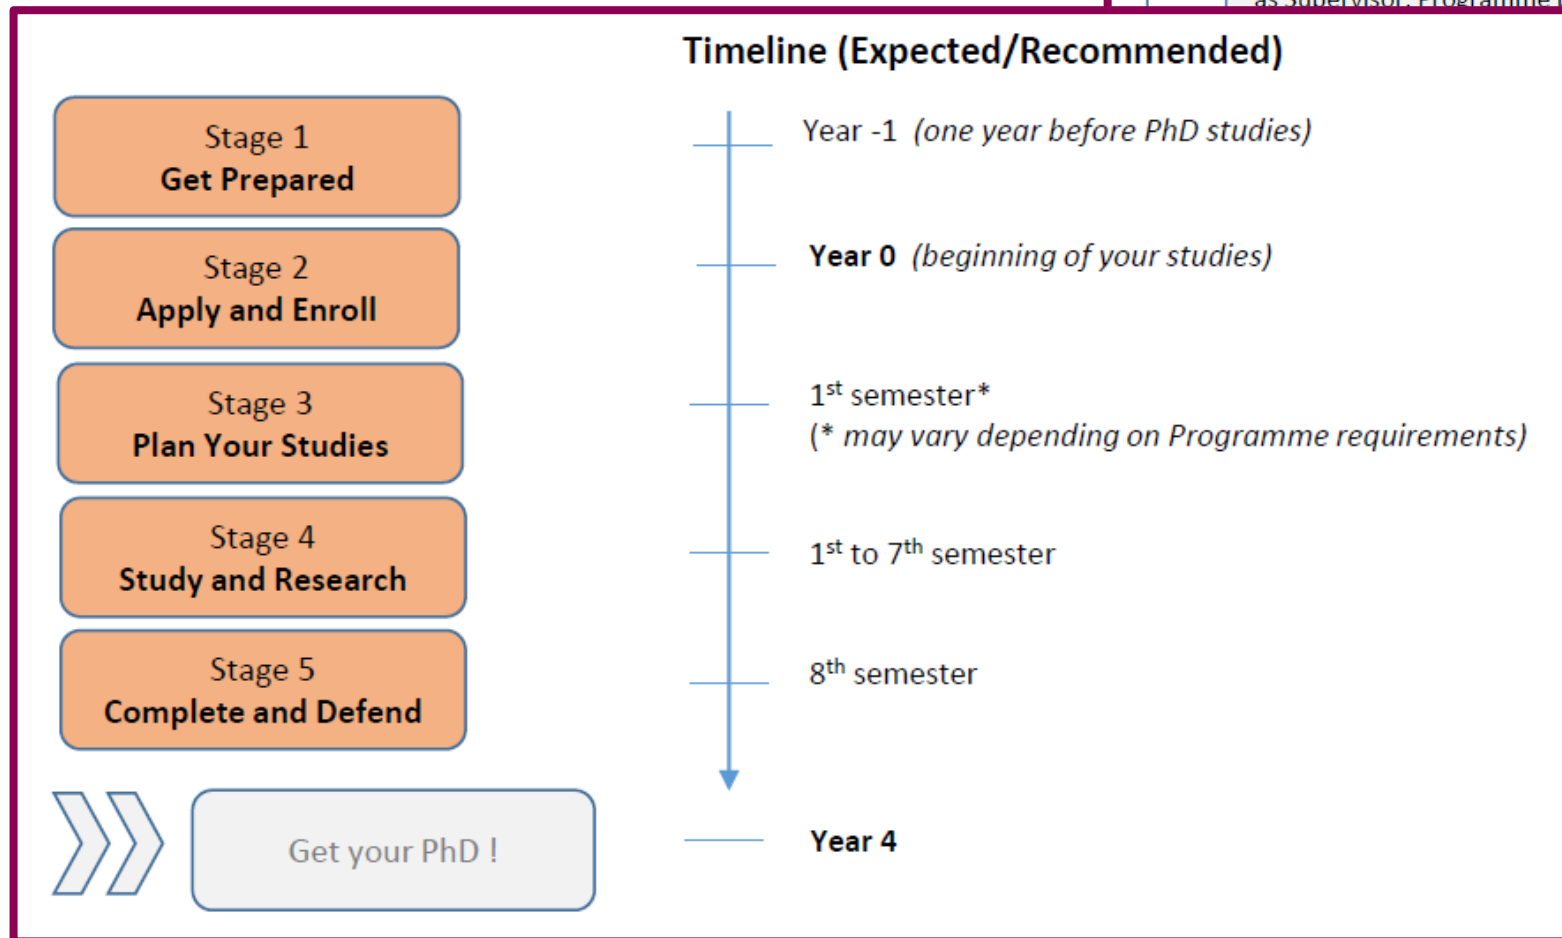 as Supervisor, Programme
Timeline (Expected/Recommended)
Stage 1
Get Prepared
Year -1 (one year before PhD studies)
Stage 2
Apply and Enroll
Year 0 (beginning of your studies)
Stage 3
Plan Your Studies
1st semester*
(* may vary depending on Programme requirements)
Stage 4
Study and Research
1st to 7th semester
Stage 5
Complete and Defend
8th semester
Get your PhD !
Year 4